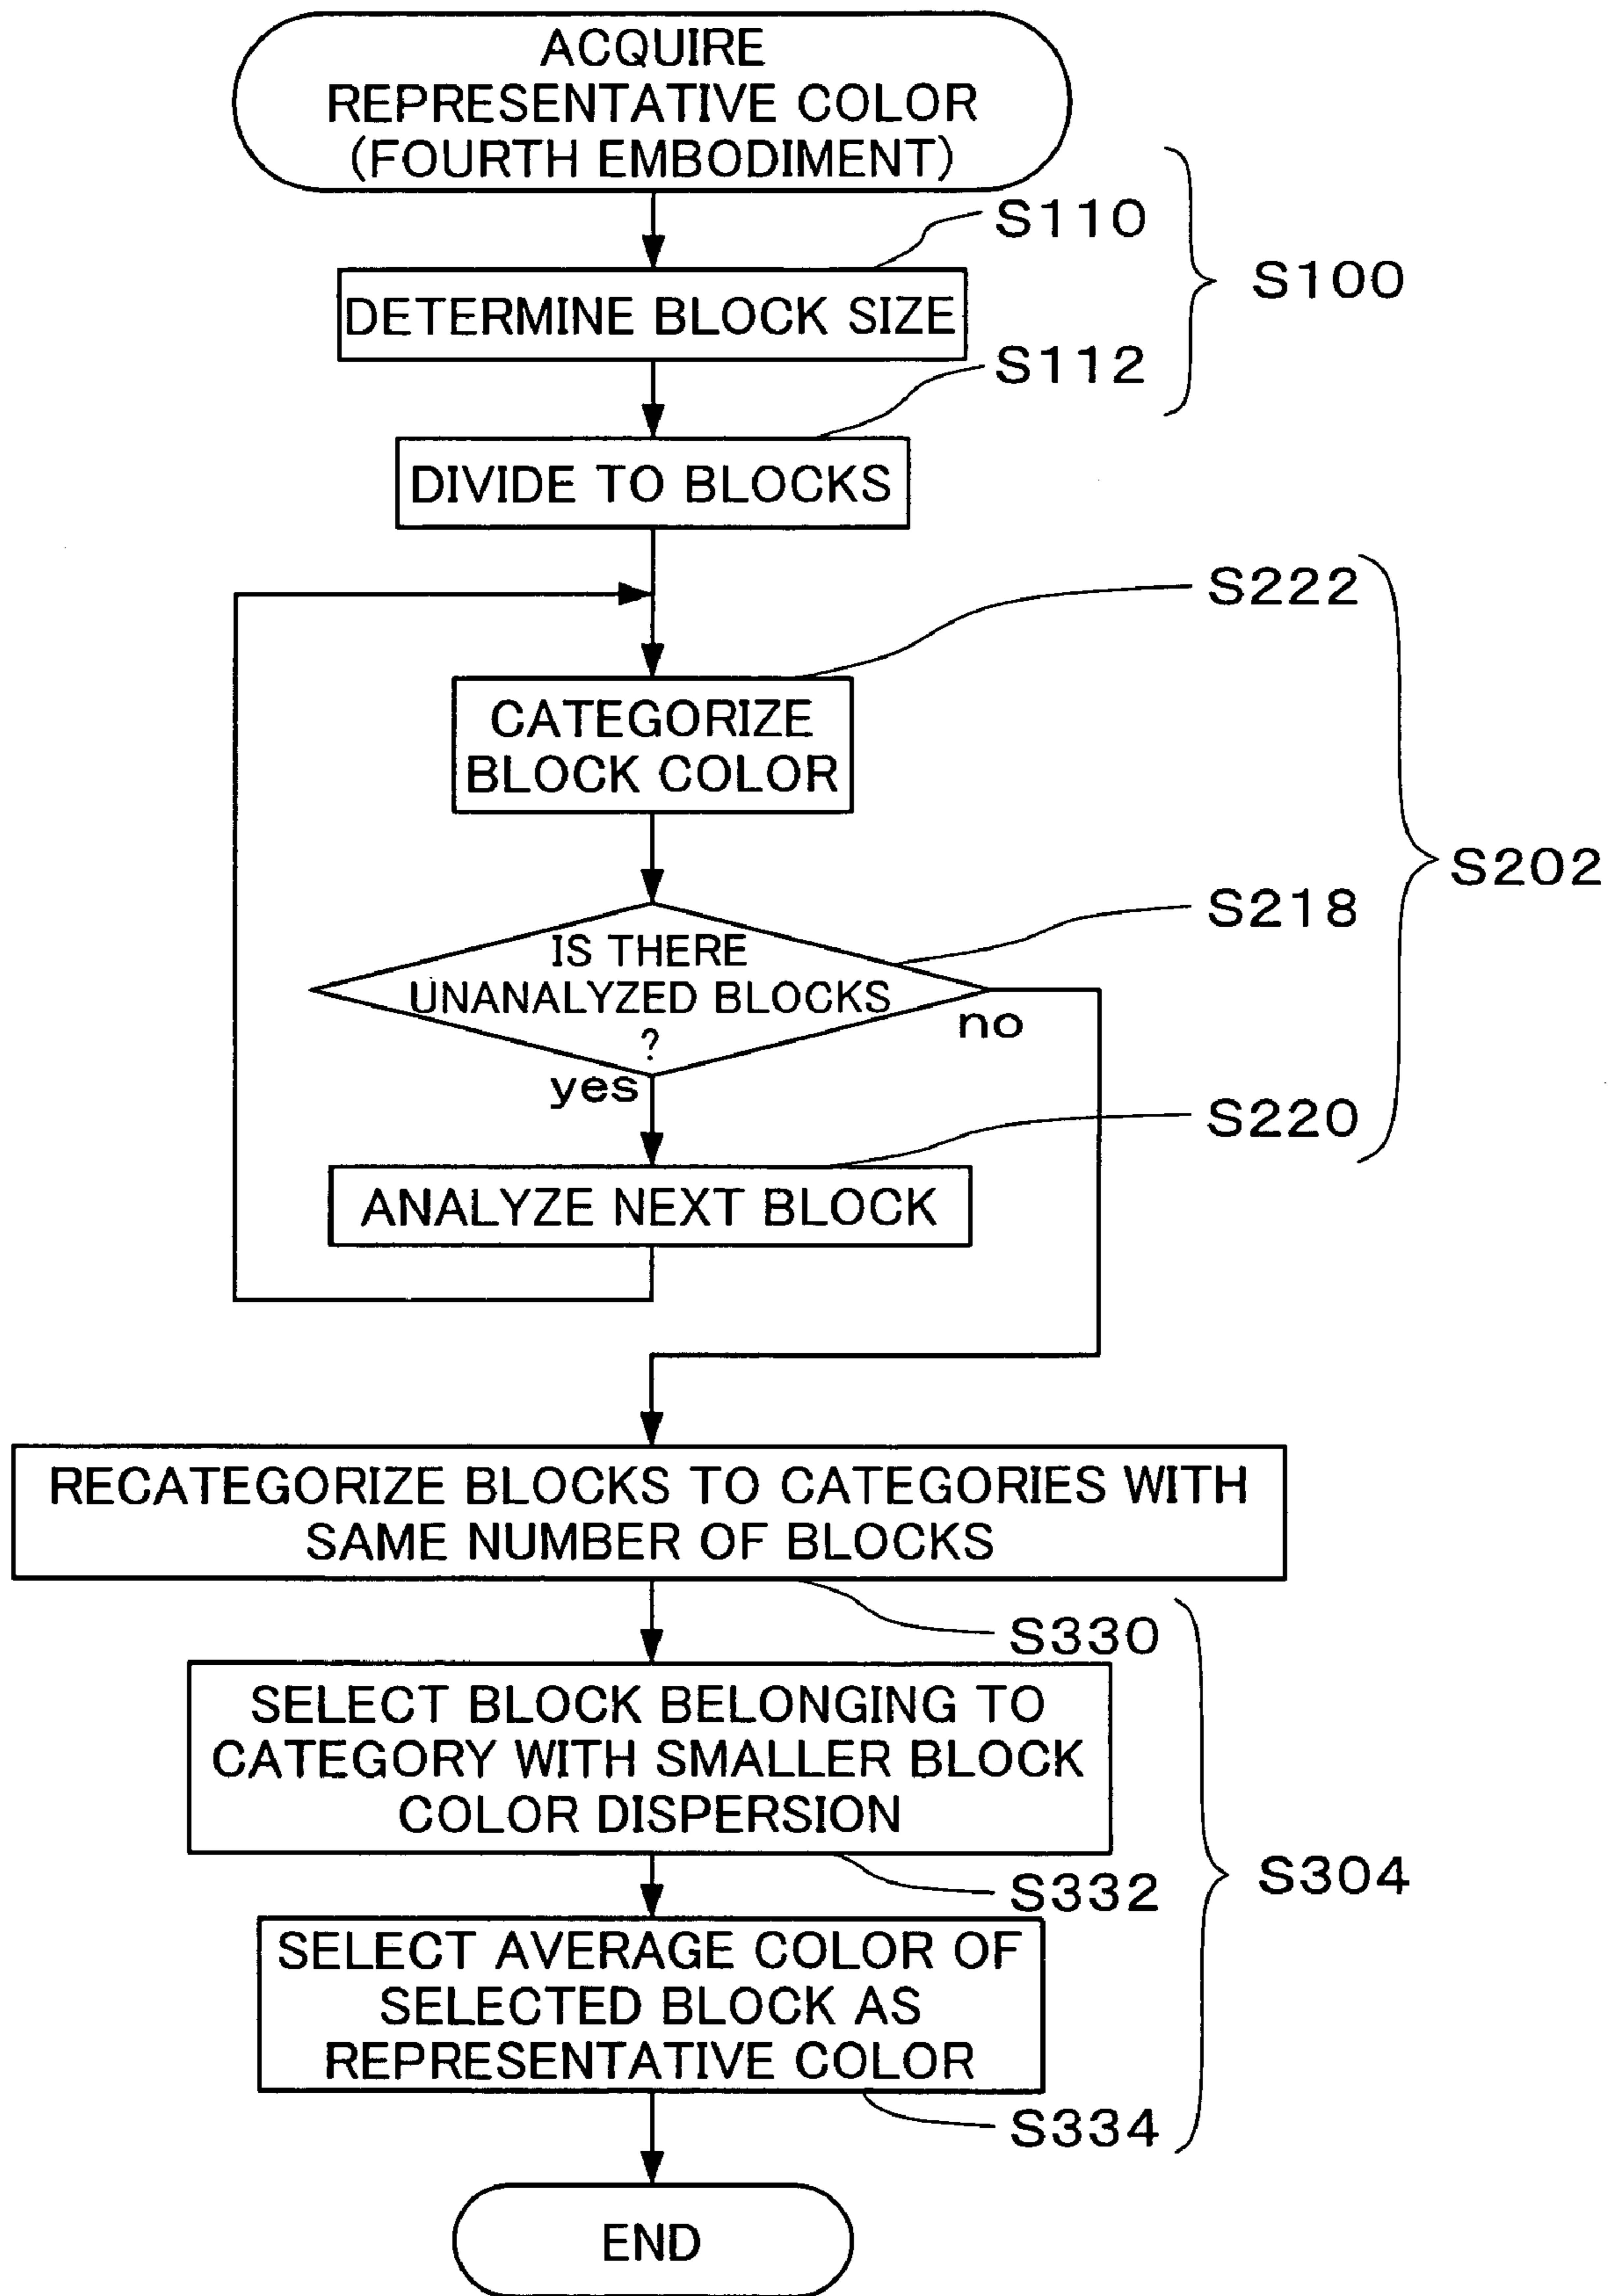 ACQUIRE
REPRESENTATIVE COLOR
(FOURTH EMBODIMENT)
S110
S100
DETERMINE BLOCK SIZE
S112
DIVIDE TO BLOCKS
S222
CATEGORIZE
BLOCK COLOR
S202
S218
IS THERE
UNANALYZED BLOCKS
?
no
yes
S220
ANALYZE NEXT BLOCK
RECATEGORIZE BLOCKS TO CATEGORIES WITH
SAME NUMBER OF BLOCKS
S330
SELECT BLOCK BELONGING TO
CATEGORY WITH SMALLER BLOCK
COLOR DISPERSION
S304
S332
SELECT AVERAGE COLOR OF
SELECTED BLOCK AS
REPRESENTATIVE COLOR
S334
END